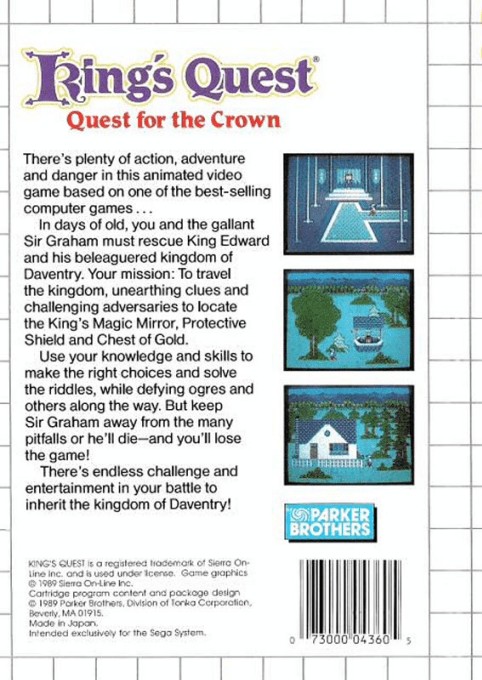 King's Quest®
Quest for the Crown
There's plenty of action, adventure
and danger in this animated video
game based on one of the best-selling
computer games . . .
In days of old, you and the gallant
Sir Graham must rescue King Edward
and his beleaguered kingdom of
Daventry. Your mission: To travel
the kingdom, unearthing clues and
challenging adversaries to locate
the King's Magic Mirror, Protective
Shield and Chest of Gold.
Use your knowledge and skills to
make the right choices and solve
the riddles, while defying ogres and
others along the way. But keep
Sir Graham away from the many
pitfalls or he'll die—and you'll lose
the game!
There's endless challenge and
entertainment in your battle to
inherit the kingdom of Daventry!
PARKER
BROTHERS
KING'S QUEST is a registered trademark of Sierra On-
Line Inc. and is used under license. Game graphics
© 1989 Sierra On-Line Inc.
Cartridge program content and package design
© 1989 Parker Brothers, Division of Tonka Corporation,
Beverly, MA 01915.
Made in Japan.
Intended exclusively for the Sega System.
0 73000 04360 5